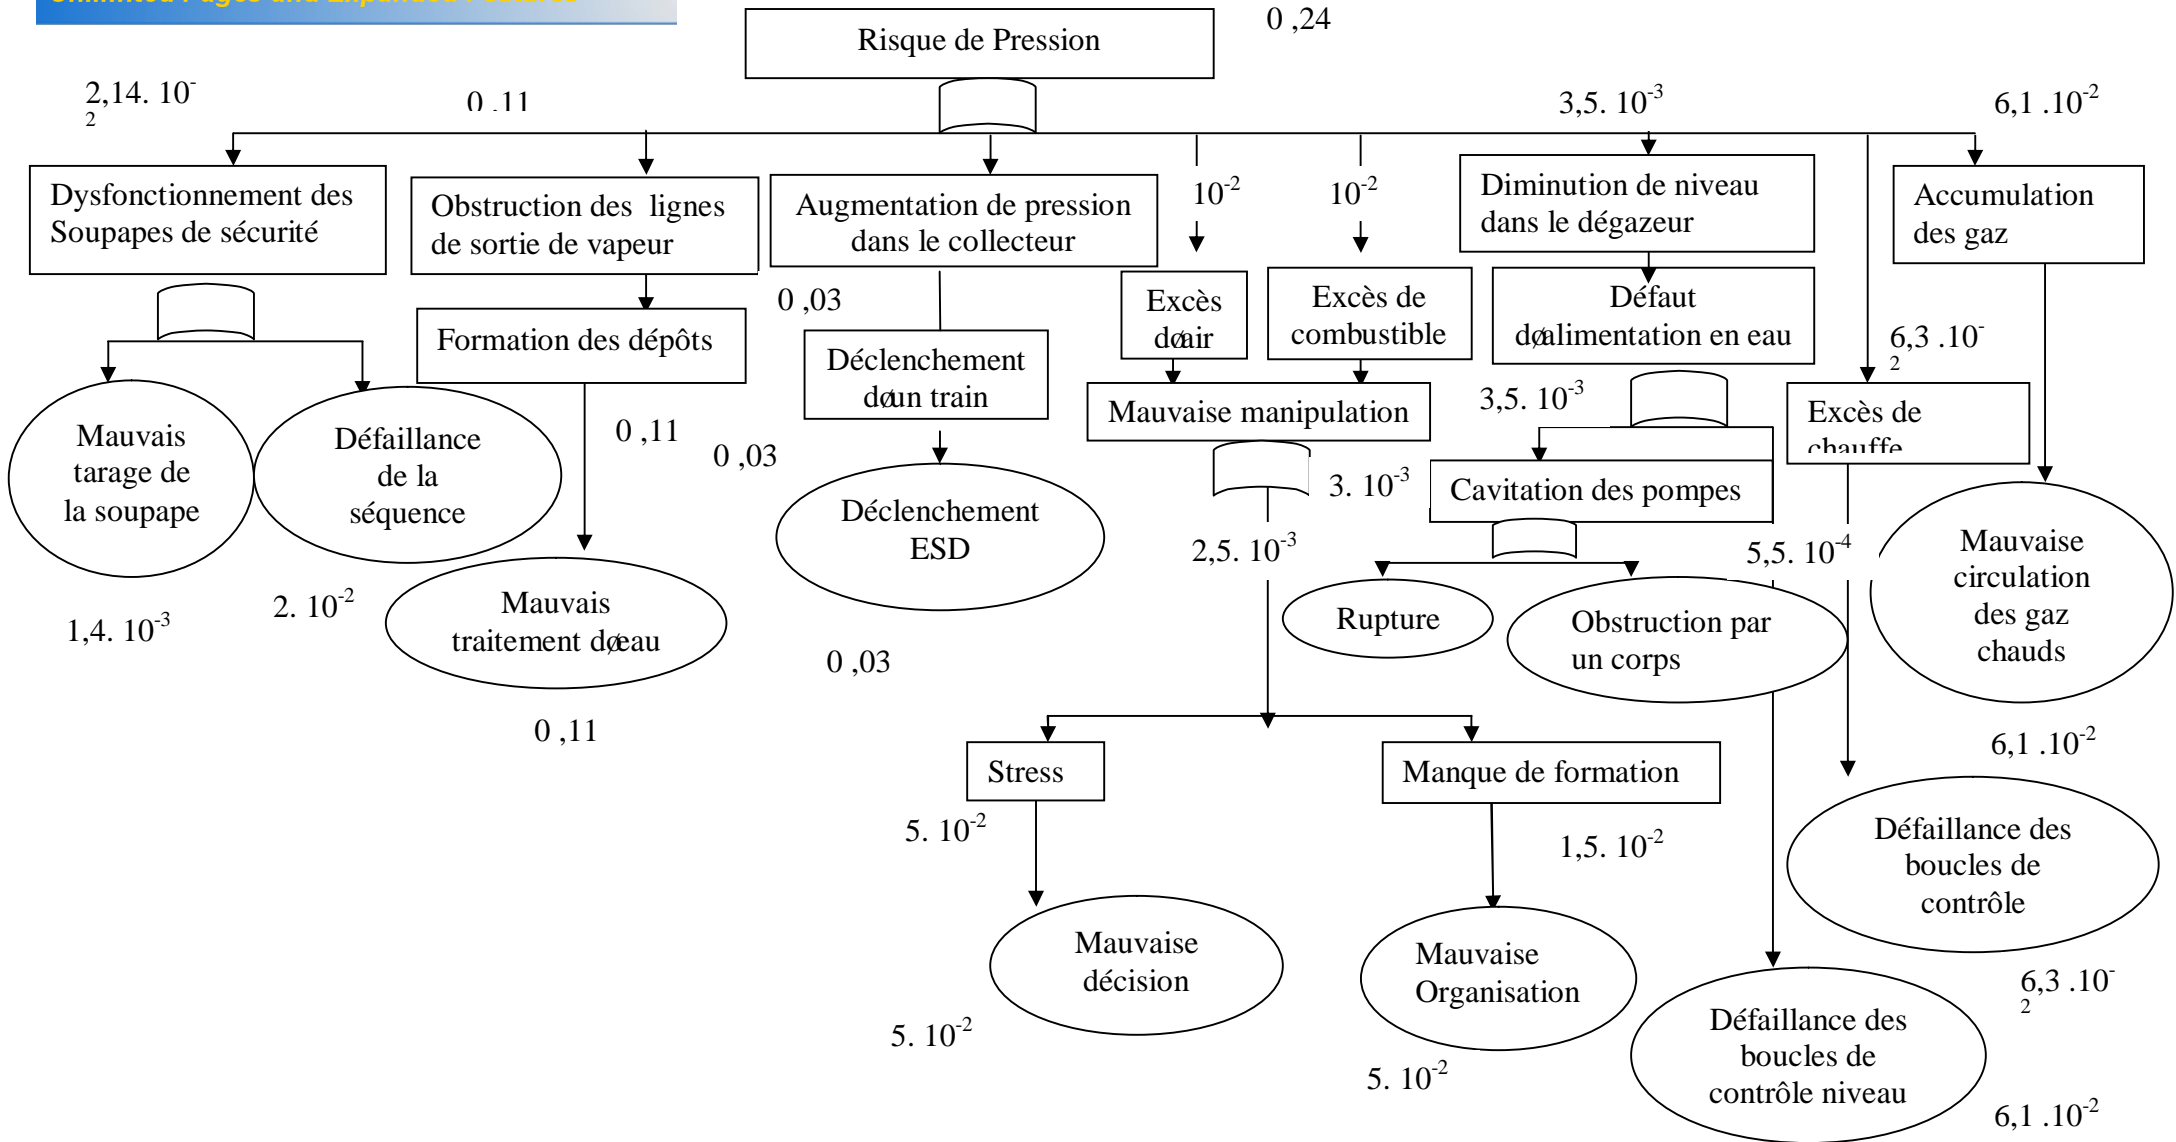 Unlimited Pages and Expanded Features
Risque de Pression
0 ,24
2,14. 10-
2
0 ,11
3,5. 10-3
6,1 .10-2
Dysfonctionnement des
Soupapes de sécurité
Obstruction des lignes
de sortie de vapeur
Augmentation de pression
dans le collecteur
10-2
10-2
Diminution de niveau
dans le dégazeur
Accumulation
des gaz
0 ,03
Excès
døair
Excès de
combustible
Défaut
døalimentation en eau
6,3 .10-
2
Formation des dépôts
Déclenchement
døun train
Mauvaise manipulation
3,5. 10-3
Excès de
chauffe
Mauvais
tarage de
la soupape
Défaillance
de la
séquence
0 ,11
0 ,03
3. 10-3
Cavitation des pompes
Déclenchement
ESD
2,5. 10-3
5,5. 10-4
Mauvaise
circulation
des gaz
chauds
1,4. 10-3
2. 10-2
Mauvais
traitement døeau
Rupture
Obstruction par
un corps
0 ,03
0 ,11
6,1 .10-2
Stress
Manque de formation
5. 10-2
1,5. 10-2
Défaillance des
boucles de
contrôle
Mauvaise
décision
Mauvaise
Organisation
6,3 .10-
2
5. 10-2
5. 10-2
Défaillance des
boucles de
contrôle niveau
6,1 .10-2